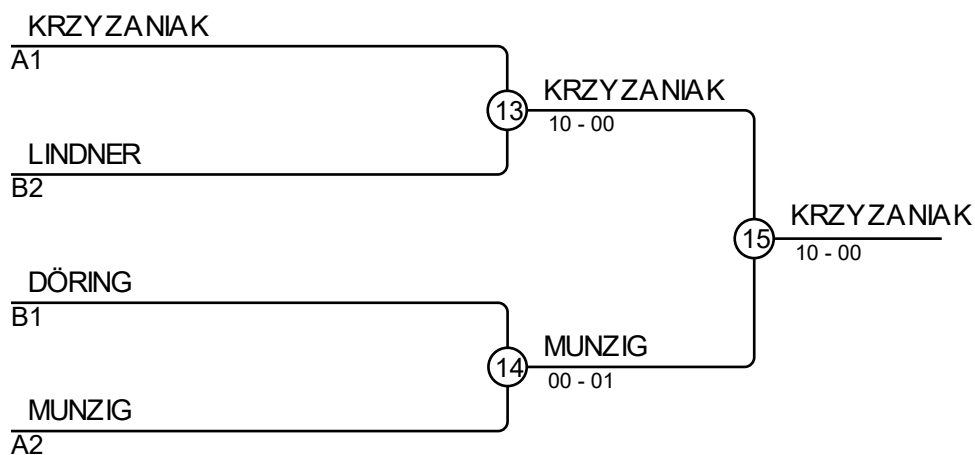 KRZYZANIAK
A1
13
KRZYZANIAK
10 - 00
LINDNER
B2
15
KRZYZANIAK
10 - 00
DÖRING
B1
14
MUNZIG
00 - 01
MUNZIG
A2